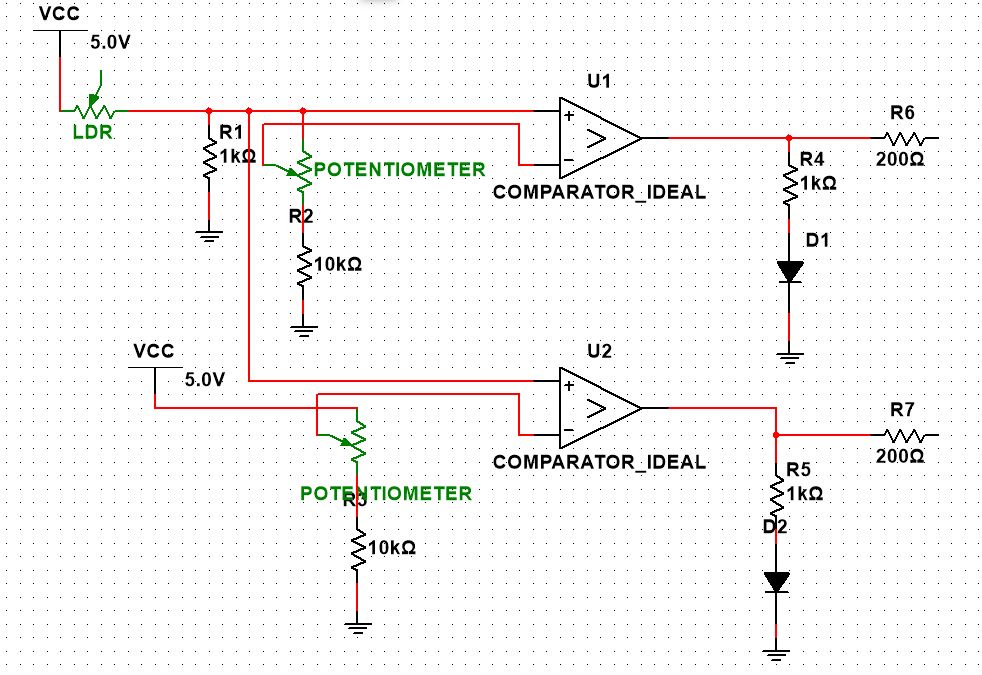 VCC
5.0V
LDR
R1
1kΩ
POTENTIOMETER
R2
10kΩ
U1
+
−
COMPARATOR_IDEAL
R6
200Ω
R4
1kΩ
D1
VCC
5.0V
POTENTIOMETER
R3
10kΩ
U2
+
−
COMPARATOR_IDEAL
R7
200Ω
R5
1kΩ
D2